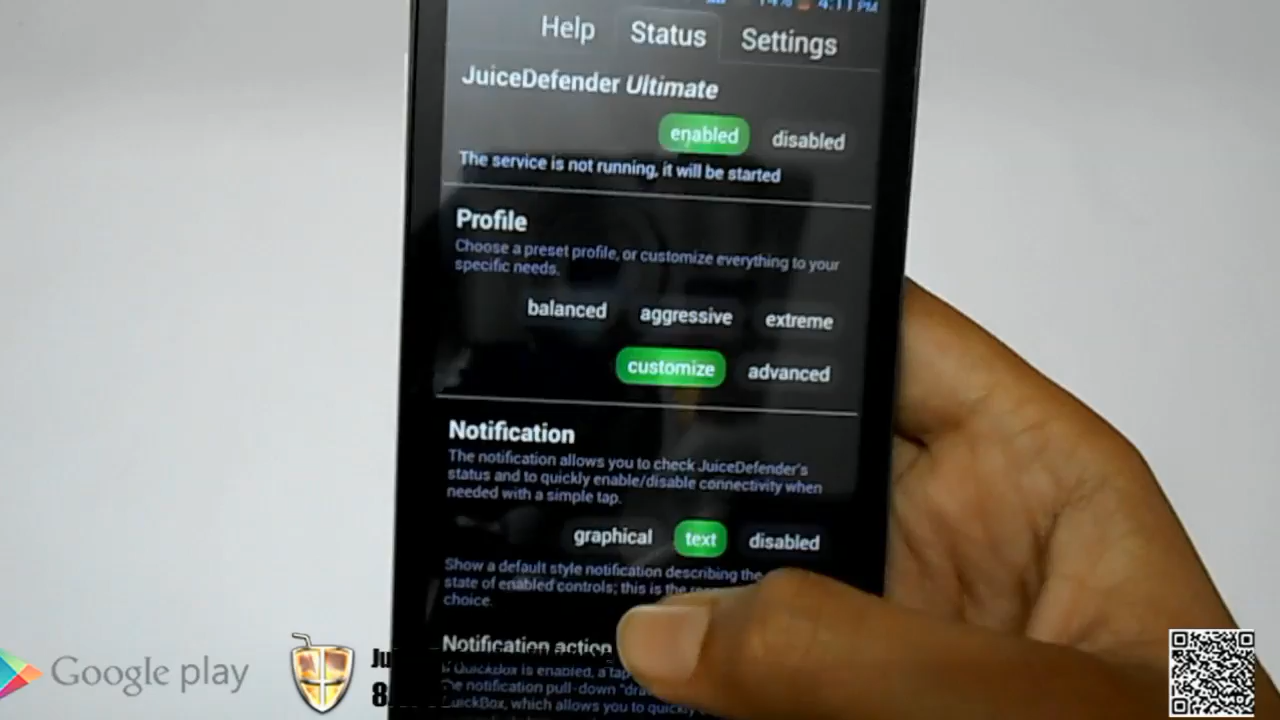 4:11 PM
Help Status Settings
JuiceDefender Ultimate
enabled disabled
The service is not running, it will be started
Profile
Choose a preset profile, or customize everything to your
specific needs.
balanced aggressive extreme
customize advanced
Notification
The notification allows you to check JuiceDefender's
status and to quickly enable/disable connectivity when
needed with a simple tap.
graphical text disabled
Show a default style notification describing the
state of enabled controls; this is the
choice.
Notification action
If QuickBox is enabled, a tap
the notification pull-down
QuickBox, which allows you to quickly
Google play